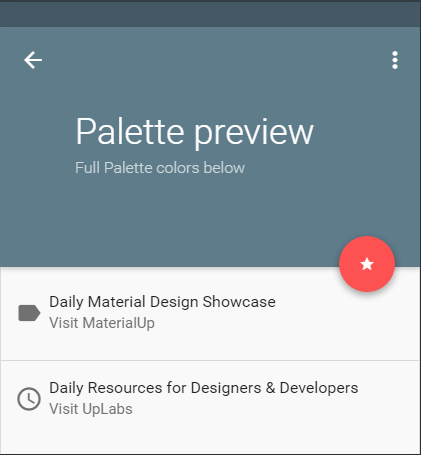 Palette preview
Full Palette colors below
Daily Material Design Showcase
Visit MaterialUp
Daily Resources for Designers & Developers
Visit UpLabs